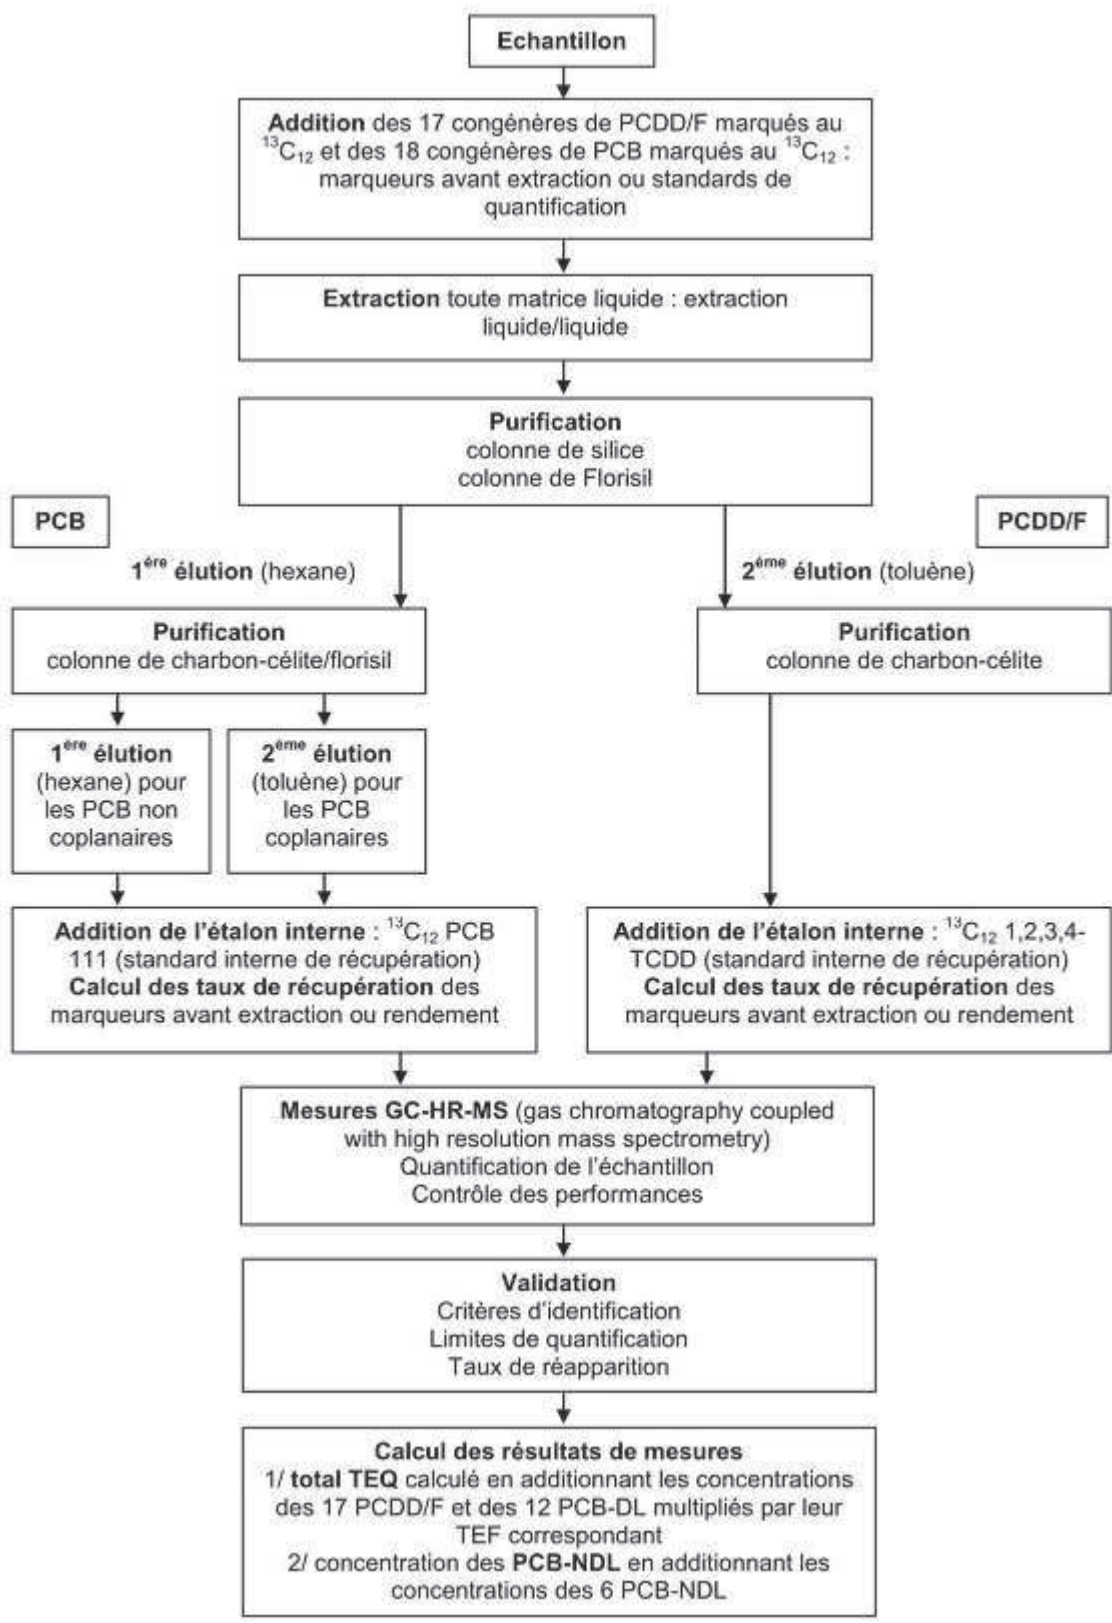 Echantillon
Addition des 17 congénères de PCDD/F marqués au
¹³C₁₂ et des 18 congénères de PCB marqués au ¹³C₁₂ :
marqueurs avant extraction ou standards de
quantification
Extraction toute matrice liquide : extraction
liquide/liquide
Purification
colonne de silice
colonne de Florisil
PCB
PCDD/F
1ère élution (hexane)
2ème élution (toluène)
Purification
colonne de charbon-célite/florisil
Purification
colonne de charbon-célite
1ère élution
(hexane) pour
les PCB non
coplanaires
2ème élution
(toluène) pour
les PCB
coplanaires
Addition de l'étalon interne : ¹³C₁₂ PCB
111 (standard interne de récupération)
Calcul des taux de récupération des
marqueurs avant extraction ou rendement
Addition de l'étalon interne : ¹³C₁₂ 1,2,3,4-
TCDD (standard interne de récupération)
Calcul des taux de récupération des
marqueurs avant extraction ou rendement
Mesures GC-HR-MS (gas chromatography coupled
with high resolution mass spectrometry)
Quantification de l'échantillon
Contrôle des performances
Validation
Critères d'identification
Limites de quantification
Taux de réapparition
Calcul des résultats de mesures
1/ total TEQ calculé en additionnant les concentrations
des 17 PCDD/F et des 12 PCB-DL multipliés par leur
TEF correspondant
2/ concentration des PCB-NDL en additionnant les
concentrations des 6 PCB-NDL